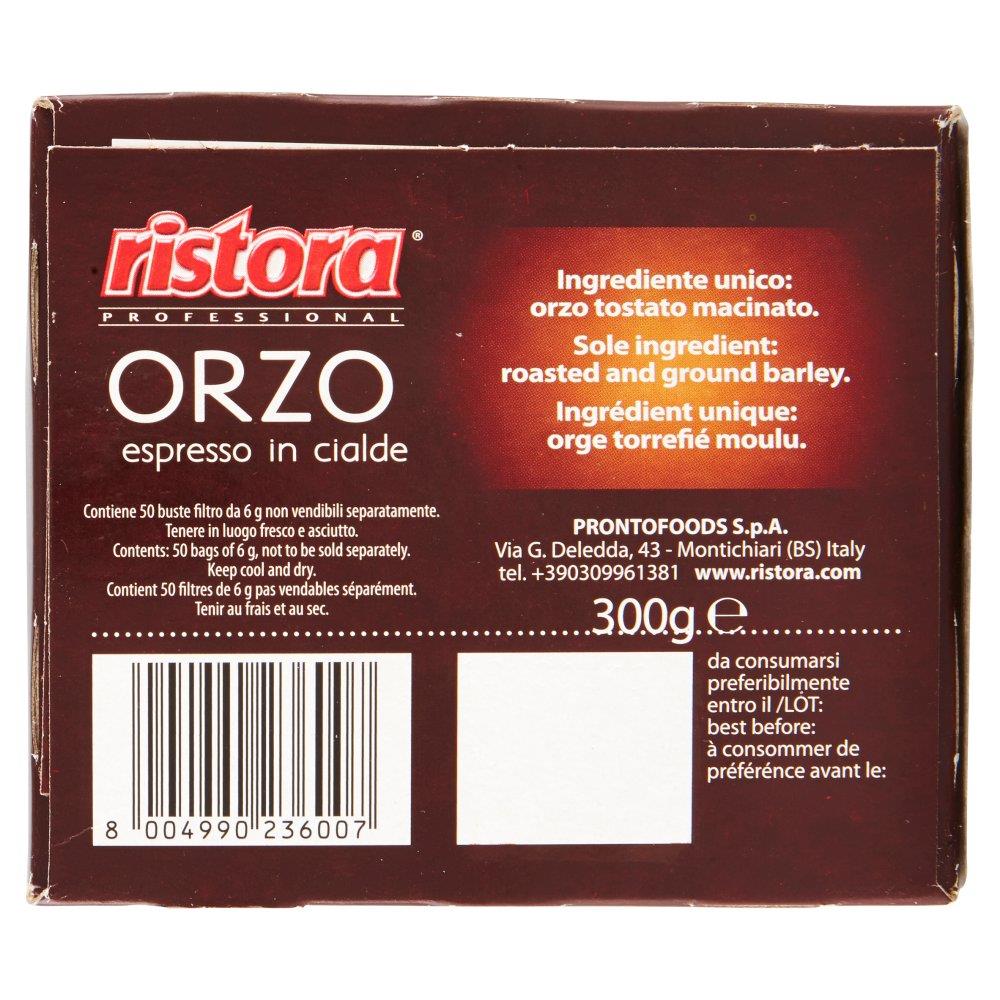 ristora®
PROFESSIONAL
ORZO
espresso in cialde
Contiene 50 buste filtro da 6 g non vendibili separatamente.
Tenere in luogo fresco e asciutto.
Contents: 50 bags of 6 g, not to be sold separately.
Keep cool and dry.
Contient 50 filtres de 6 g pas vendables séparément.
Tenir au frais et au sec.
Ingrediente unico:
orzo tostato macinato.
Sole ingredient:
roasted and ground barley.
Ingrédient unique:
orge torrefié moulu.
PRONTOFOODS S.p.A.
Via G. Deledda, 43 - Montichiari (BS) Italy
tel. +390309961381 www.ristora.com
300g ℮
8 004990 236007
da consumarsi
preferibilmente
entro il /LOT:
best before:
à consommer de
préférénce avant le: